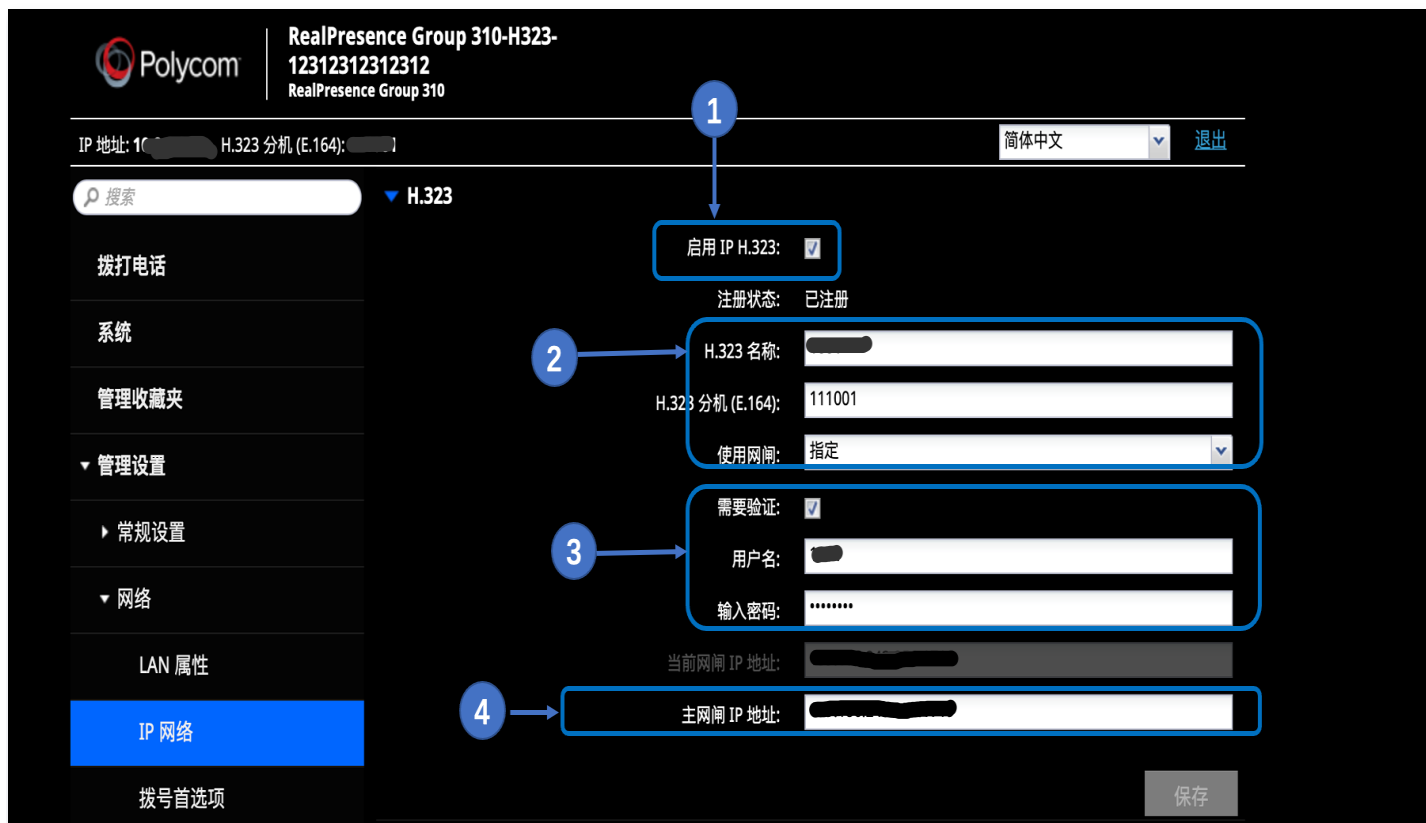 Polycom
RealPresence Group 310-H323-
12312312312312
RealPresence Group 310
1
IP 地址: 10 H.323 分机 (E.164):
简体中文
退出
搜索
H.323
拨打电话
系统
管理收藏夹
管理设置
常规设置
网络
LAN 属性
IP 网络
拨号首选项
启用 IP H.323:
注册状态: 已注册
2
H.323 名称:
H.323 分机 (E.164): 111001
使用网闸: 指定
3
需要验证:
用户名:
输入密码: ••••••••
当前网闸 IP 地址:
4
主网闸 IP 地址:
保存